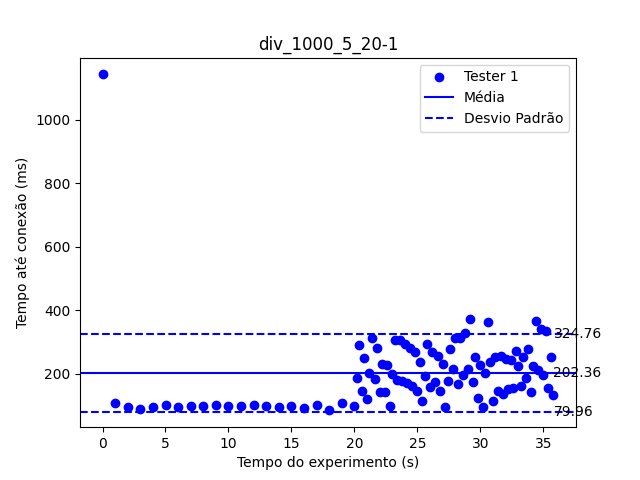 div_1000_5_20-1
Tester 1
Média
Desvio Padrão
Tempo até conexão (ms)
1000
800
600
400
200
324.76
202.36
79.96
0 5 10 15 20 25 30 35
Tempo do experimento (s)